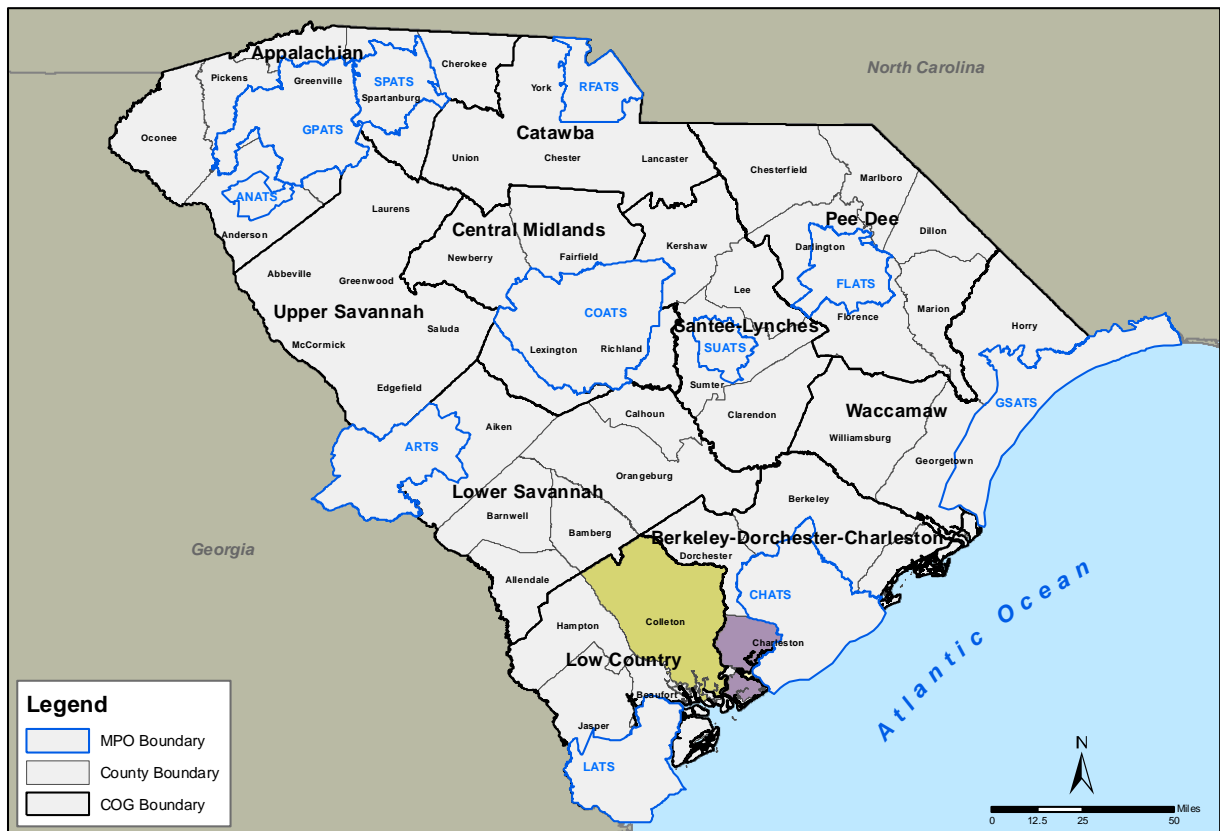 Appalachian
Cherokee
Pickens
Greenville
SPATS
Spartanburg
York
RFATS
North Carolina
Oconee
GPATS
Catawba
Union
Chester
Lancaster
Chesterfield
Marlboro
ANATS
Laurens
Anderson
Central Midlands
Pee Dee
Dillon
Kershaw
Darlington
Newberry
Fairfield
Abbeville
Greenwood
Lee
FLATS
Upper Savannah
COATS
Santee-Lynches
Florence
Marion
Horry
Saluda
McCormick
Lexington
Richland
SUATS
Sumter
Edgefield
GSATS
Calhoun
Clarendon
Waccamaw
Aiken
ARTS
Williamsburg
Georgetown
Orangeburg
Lower Savannah
Berkeley
Barnwell
Bamberg
Berkeley-Dorchester-Charleston
Georgia
Dorchester
Allendale
CHATS
Hampton
Colleton
Charleston
Low Country
Atlantic Ocean
Beaufort
Jasper
LATS
Legend
MPO Boundary
County Boundary
COG Boundary
N
Miles
0 12.5 25 50